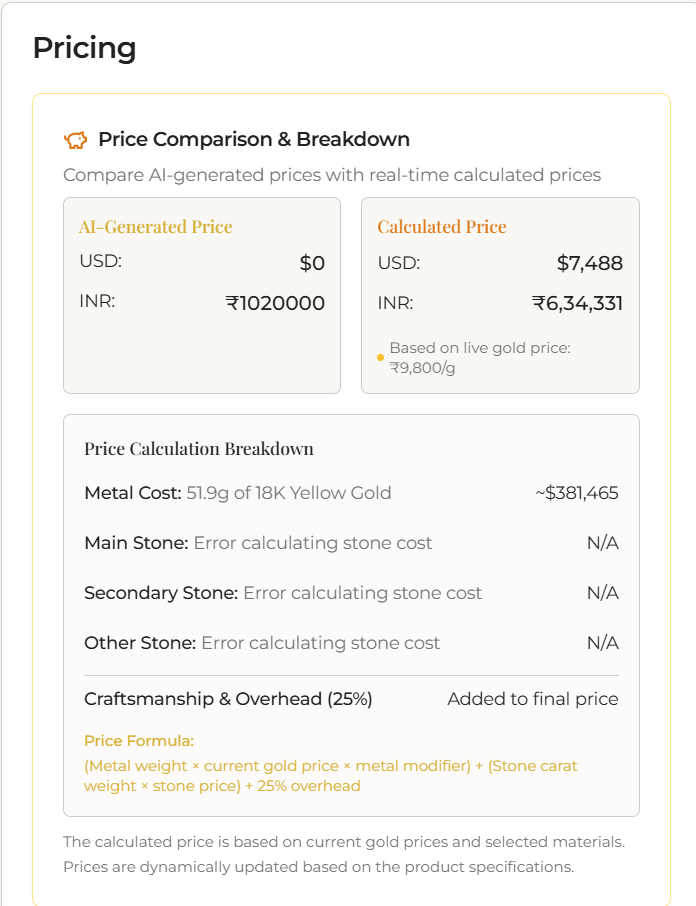 Pricing
Price Comparison & Breakdown
Compare AI-generated prices with real-time calculated prices
AI-Generated Price
USD: $0
INR: ₹1020000
Calculated Price
USD: $7,488
INR: ₹6,34,331
Based on live gold price:
₹9,800/g
Price Calculation Breakdown
Metal Cost: 51.9g of 18K Yellow Gold ~$381,465
Main Stone: Error calculating stone cost N/A
Secondary Stone: Error calculating stone cost N/A
Other Stone: Error calculating stone cost N/A
Craftsmanship & Overhead (25%) Added to final price
Price Formula:
(Metal weight × current gold price × metal modifier) + (Stone carat
weight × stone price) + 25% overhead
The calculated price is based on current gold prices and selected materials.
Prices are dynamically updated based on the product specifications.